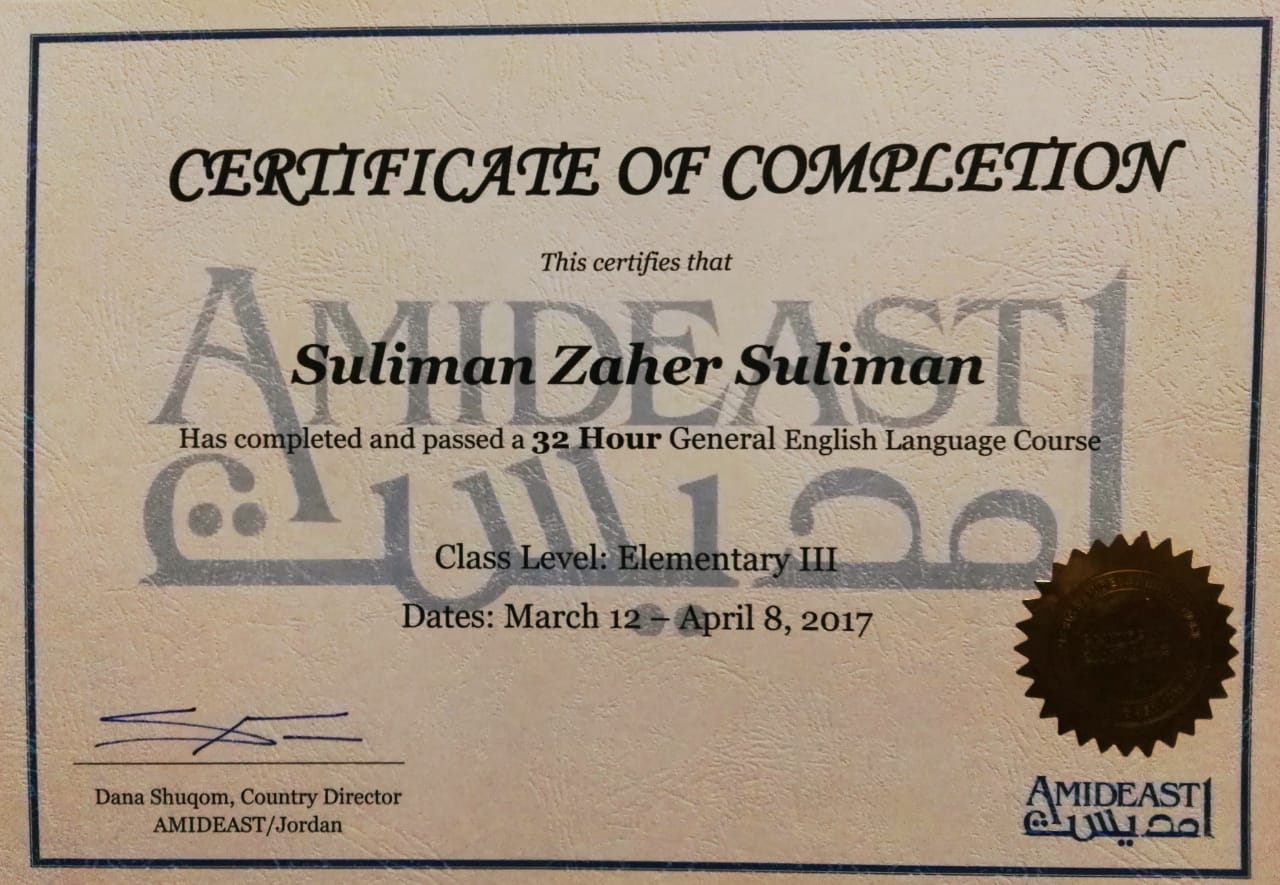 CERTIFICATE OF COMPLETION
This certifies that
AMIDEAST
Suliman Zaher Suliman
Has completed and passed a 32 Hour General English Language Course
امديست
Class Level: Elementary III
Dates: March 12 – April 8, 2017
Dana Shuqom, Country Director
AMIDEAST/Jordan
AMIDEAST
امديست